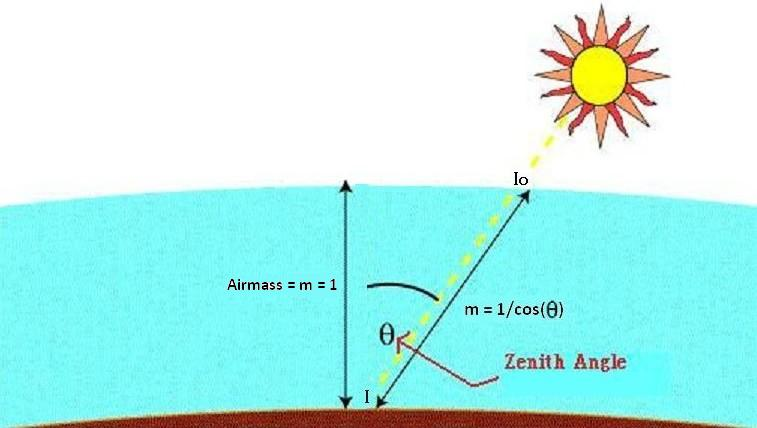 Io
Airmass = m = 1
m = 1/cos(θ)
θ
Zenith Angle
I